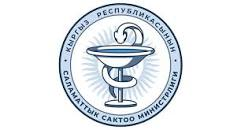 КЫРГЫЗ РЕСПУБЛИКАСЫНЫН
САЛАМАТТЫК САКТОО МИНИСТРЛИГИ